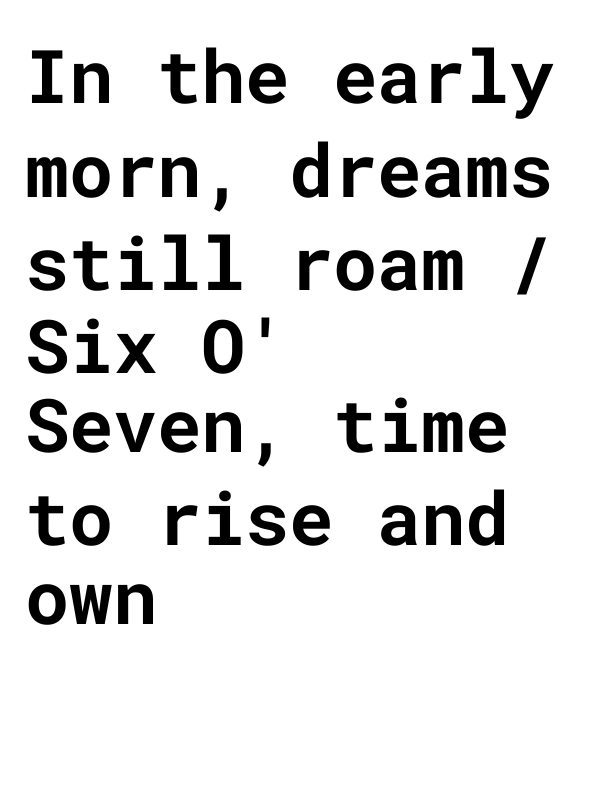 In the early
morn, dreams
still roam /
Six O'
Seven, time
to rise and
own